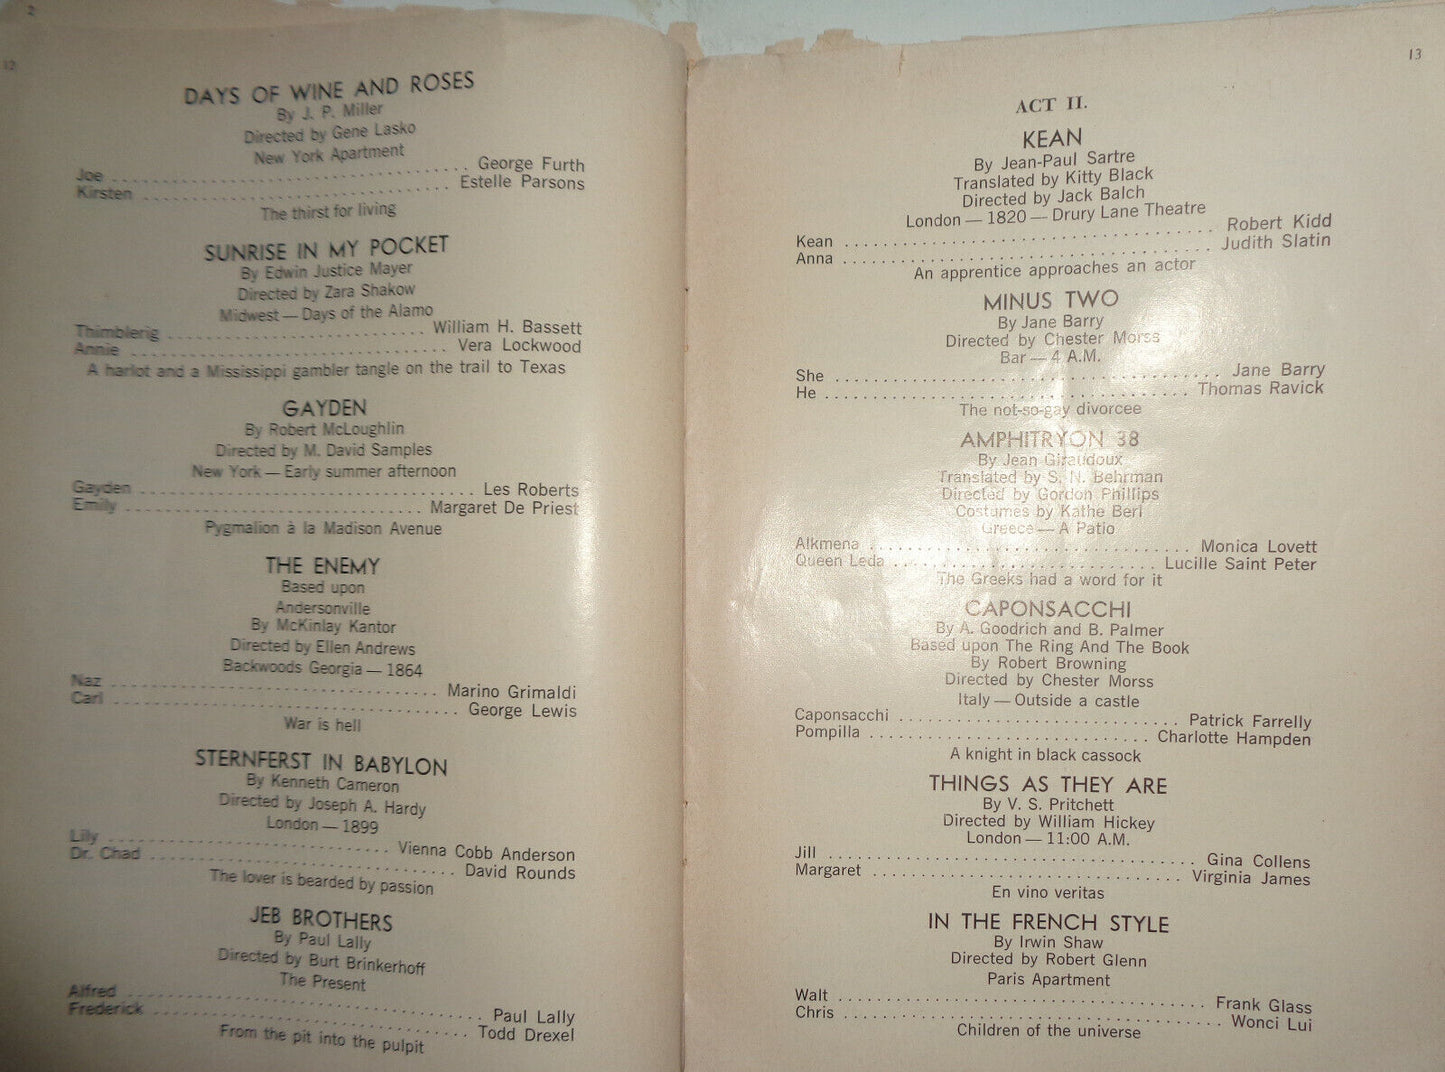 2
12
DAYS OF WINE AND ROSES
By J. P. Miller
Directed by Gene Lasko
New York Apartment
Joe . . . . . . . . . . . . . . . . . . . . George Furth
Kirsten . . . . . . . . . . . . . . . . . . . . Estelle Parsons
The thirst for living
SUNRISE IN MY POCKET
By Edwin Justice Mayer
Directed by Zara Shakow
Midwest — Days of the Alamo
Thimblerig . . . . . . . . . . . . . . . . . . . . William H. Bassett
Annie . . . . . . . . . . . . . . . . . . . . Vera Lockwood
A harlot and a Mississippi gambler tangle on the trail to Texas
GAYDEN
By Robert McLoughlin
Directed by M. David Samples
New York — Early summer afternoon
Gayden . . . . . . . . . . . . . . . . . . . . Les Roberts
Emily . . . . . . . . . . . . . . . . . . . . Margaret De Priest
Pygmalion à la Madison Avenue
THE ENEMY
Based upon
Andersonville
By McKinlay Kantor
Directed by Ellen Andrews
Backwoods Georgia — 1864
Naz . . . . . . . . . . . . . . . . . . . . Marino Grimaldi
Carl . . . . . . . . . . . . . . . . . . . . George Lewis
War is hell
STERNFERST IN BABYLON
By Kenneth Cameron
Directed by Joseph A. Hardy
London — 1899
Lily . . . . . . . . . . . . . . . . . . . . Vienna Cobb Anderson
Dr. Chad . . . . . . . . . . . . . . . . . . . . David Rounds
The lover is bearded by passion
JEB BROTHERS
By Paul Lally
Directed by Burt Brinkerhoff
The Present
Alfred . . . . . . . . . . . . . . . . . . . . Paul Lally
Frederick . . . . . . . . . . . . . . . . . . . . Todd Drexel
From the pit into the pulpit
13
ACT II.
KEAN
By Jean-Paul Sartre
Translated by Kitty Black
Directed by Jack Balch
London — 1820 — Drury Lane Theatre
Kean . . . . . . . . . . . . . . . . . . . . Robert Kidd
Anna . . . . . . . . . . . . . . . . . . . . Judith Slatin
An apprentice approaches an actor
MINUS TWO
By Jane Barry
Directed by Chester Morss
Bar — 4 A.M.
She . . . . . . . . . . . . . . . . . . . . Jane Barry
He . . . . . . . . . . . . . . . . . . . . Thomas Ravick
The not-so-gay divorcee
AMPHITRYON 38
By Jean Giraudoux
Translated by S. N. Behrman
Directed by Gordon Phillips
Costumes by Kathe Berl
Greece — A Patio
Alkmena . . . . . . . . . . . . . . . . . . . . Monica Lovett
Queen Leda . . . . . . . . . . . . . . . . . . . . Lucille Saint Peter
The Greeks had a word for it
CAPONSACCHI
By A. Goodrich and B. Palmer
Based upon The Ring And The Book
By Robert Browning
Directed by Chester Morss
Italy — Outside a castle
Caponsacchi . . . . . . . . . . . . . . . . . . . . Patrick Farrelly
Pompilla . . . . . . . . . . . . . . . . . . . . Charlotte Hampden
A knight in black cassock
THINGS AS THEY ARE
By V. S. Pritchett
Directed by William Hickey
London — 11:00 A.M.
Jill . . . . . . . . . . . . . . . . . . . . Gina Collens
Margaret . . . . . . . . . . . . . . . . . . . . Virginia James
En vino veritas
IN THE FRENCH STYLE
By Irwin Shaw
Directed by Robert Glenn
Paris Apartment
Walt . . . . . . . . . . . . . . . . . . . . Frank Glass
Chris . . . . . . . . . . . . . . . . . . . . Wonci Lui
Children of the universe